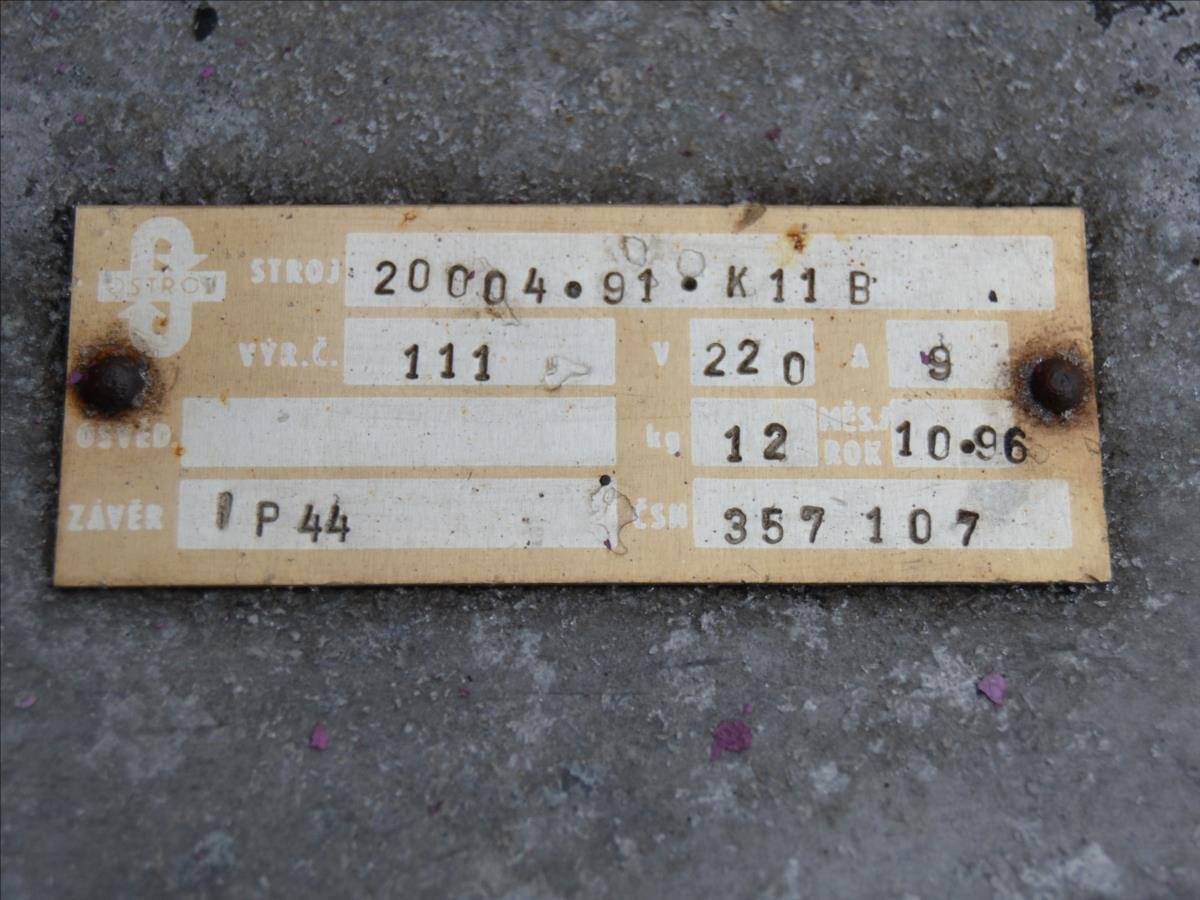 OSTROV
STROJ 20004.91.K11B
VÝR.Č. 111 V 220 A 9
OSVĚD. kg 12 MĚS./ROK 10.96
ZÁVĚR IP44 ČSN 357 107